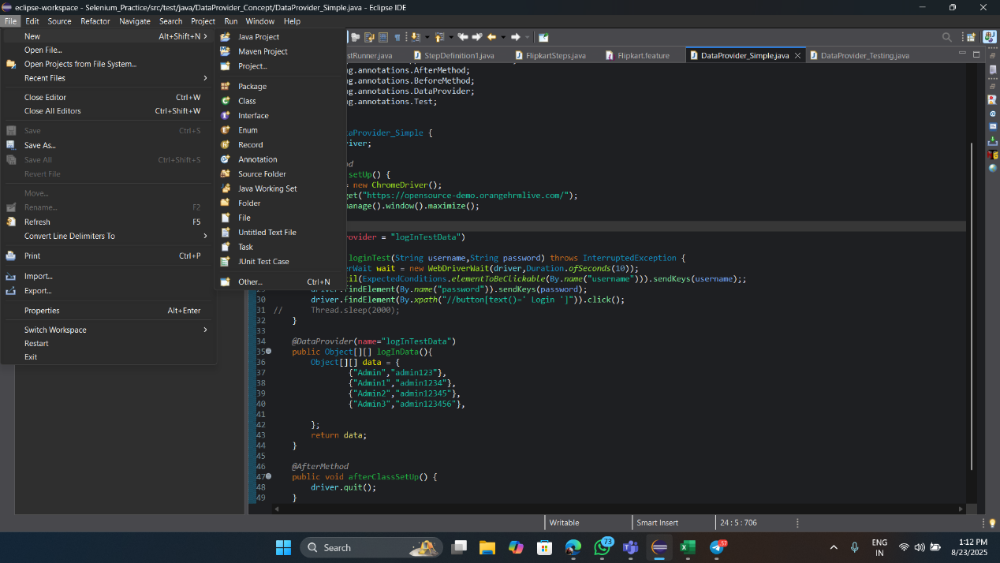 eclipse-workspace - Selenium_Practice/src/test/java/DataProvider_Concept/DataProvider_Simple.java - Eclipse IDE
File Edit Source Refactor Navigate Search Project Run Window Help
New Alt+Shift+N
Open File...
Open Projects from File System...
Recent Files
Close Editor Ctrl+W
Close All Editors Ctrl+Shift+W
Save Ctrl+S
Save As...
Save All Ctrl+Shift+S
Revert File
Move...
Rename... F2
Refresh F5
Convert Line Delimiters To
Print Ctrl+P
Import...
Export...
Properties Alt+Enter
Switch Workspace
Restart
Exit
Java Project
Maven Project
Project...
Package
Class
Interface
Enum
Record
Annotation
Source Folder
Java Working Set
Folder
File
Untitled Text File
Task
JUnit Test Case
Other... Ctrl+N
stRunner.java StepDefinition1.java FlipkartSteps.java Flipkart.feature DataProvider_Simple.java DataProvider_Testing.java
ng.annotations.AfterMethod;
ng.annotations.BeforeMethod;
ng.annotations.DataProvider;
ng.annotations.Test;
aProvider_Simple {
iver;
d
setUp() {
= new ChromeDriver();
get("https://opensource-demo.orangehrmlive.com/");
manage().window().maximize();
ovider = "logInTestData")
loginTest(String username,String password) throws InterruptedException {
erWait wait = new WebDriverWait(driver,Duration.ofSeconds(10));
il(ExpectedConditions.elementToBeClickable(By.name("username"))).sendKeys(username);;
driver.findElement(By.name("password")).sendKeys(password);
30 driver.findElement(By.xpath("//button[text()=' Login ']")).click();
31 // Thread.sleep(2000);
32 }
33
34 @DataProvider(name="logInTestData")
35 public Object[][] logInData(){
36 Object[][] data = {
37 {"Admin","admin123"},
38 {"Admin1","admin1234"},
39 {"Admin2","admin12345"},
40 {"Admin3","admin123456"},
41
42 };
43 return data;
44 }
45
46 @AfterMethod
47 public void afterClassSetUp() {
48 driver.quit();
49 }
Writable Smart Insert 24 : 5 : 706
Search 73 57 ENG IN 1:12 PM 8/23/2025